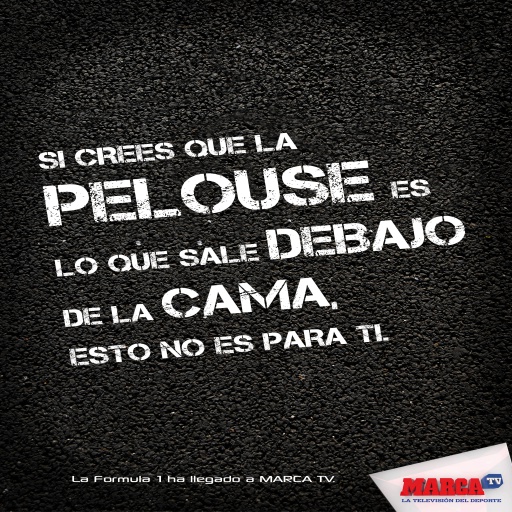 SI CREES QUE LA
PELOUSE ES
LO QUE SALE DEBAJO
DE LA CAMA,
ESTO NO ES PARA TI.
La Formula 1 ha llegado a MARCA TV.
MARCA TV
LA TELEVISIÓN DEL DEPORTE